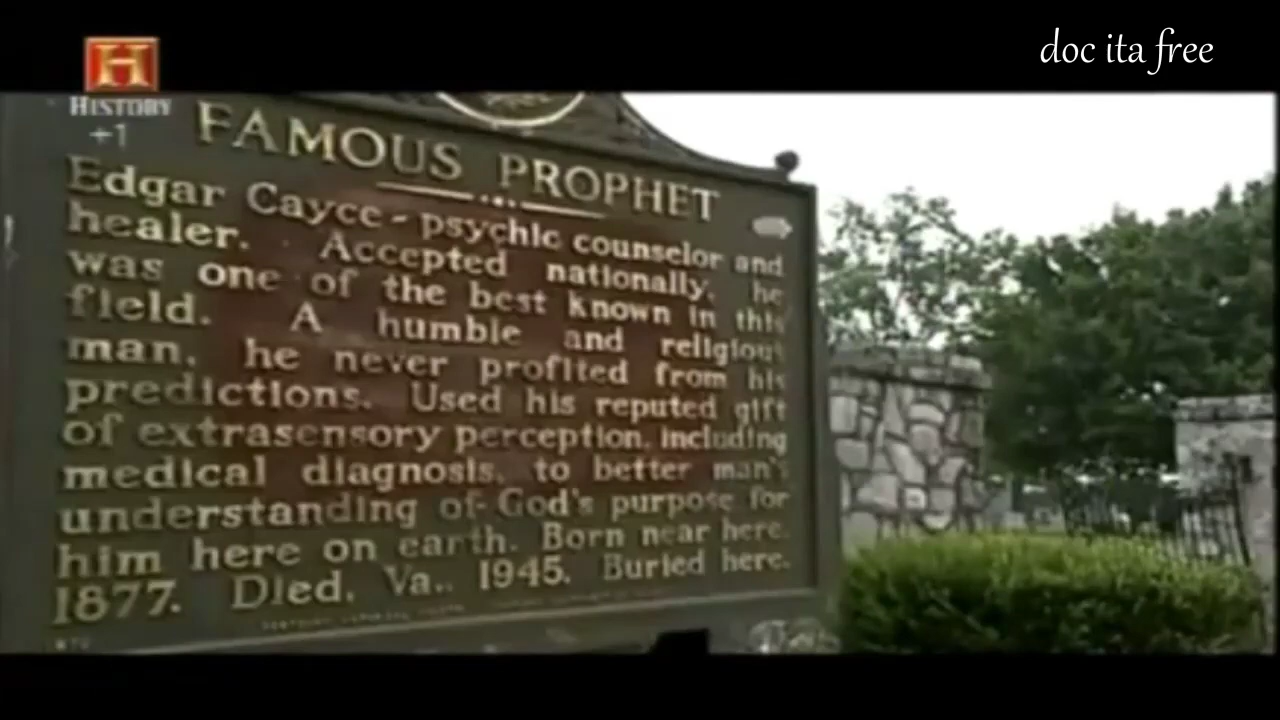 doc ita free
H
HISTORY
+1
FAMOUS PROPHET
Edgar Cayce - psychic counselor and
healer. Accepted nationally, he
was one of the best known in this
field. A humble and religious
man, he never profited from his
predictions. Used his reputed gift
of extrasensory perception, including
medical diagnosis, to better man's
understanding of God's purpose for
him here on earth. Born near here,
1877. Died, Va., 1945. Buried here.